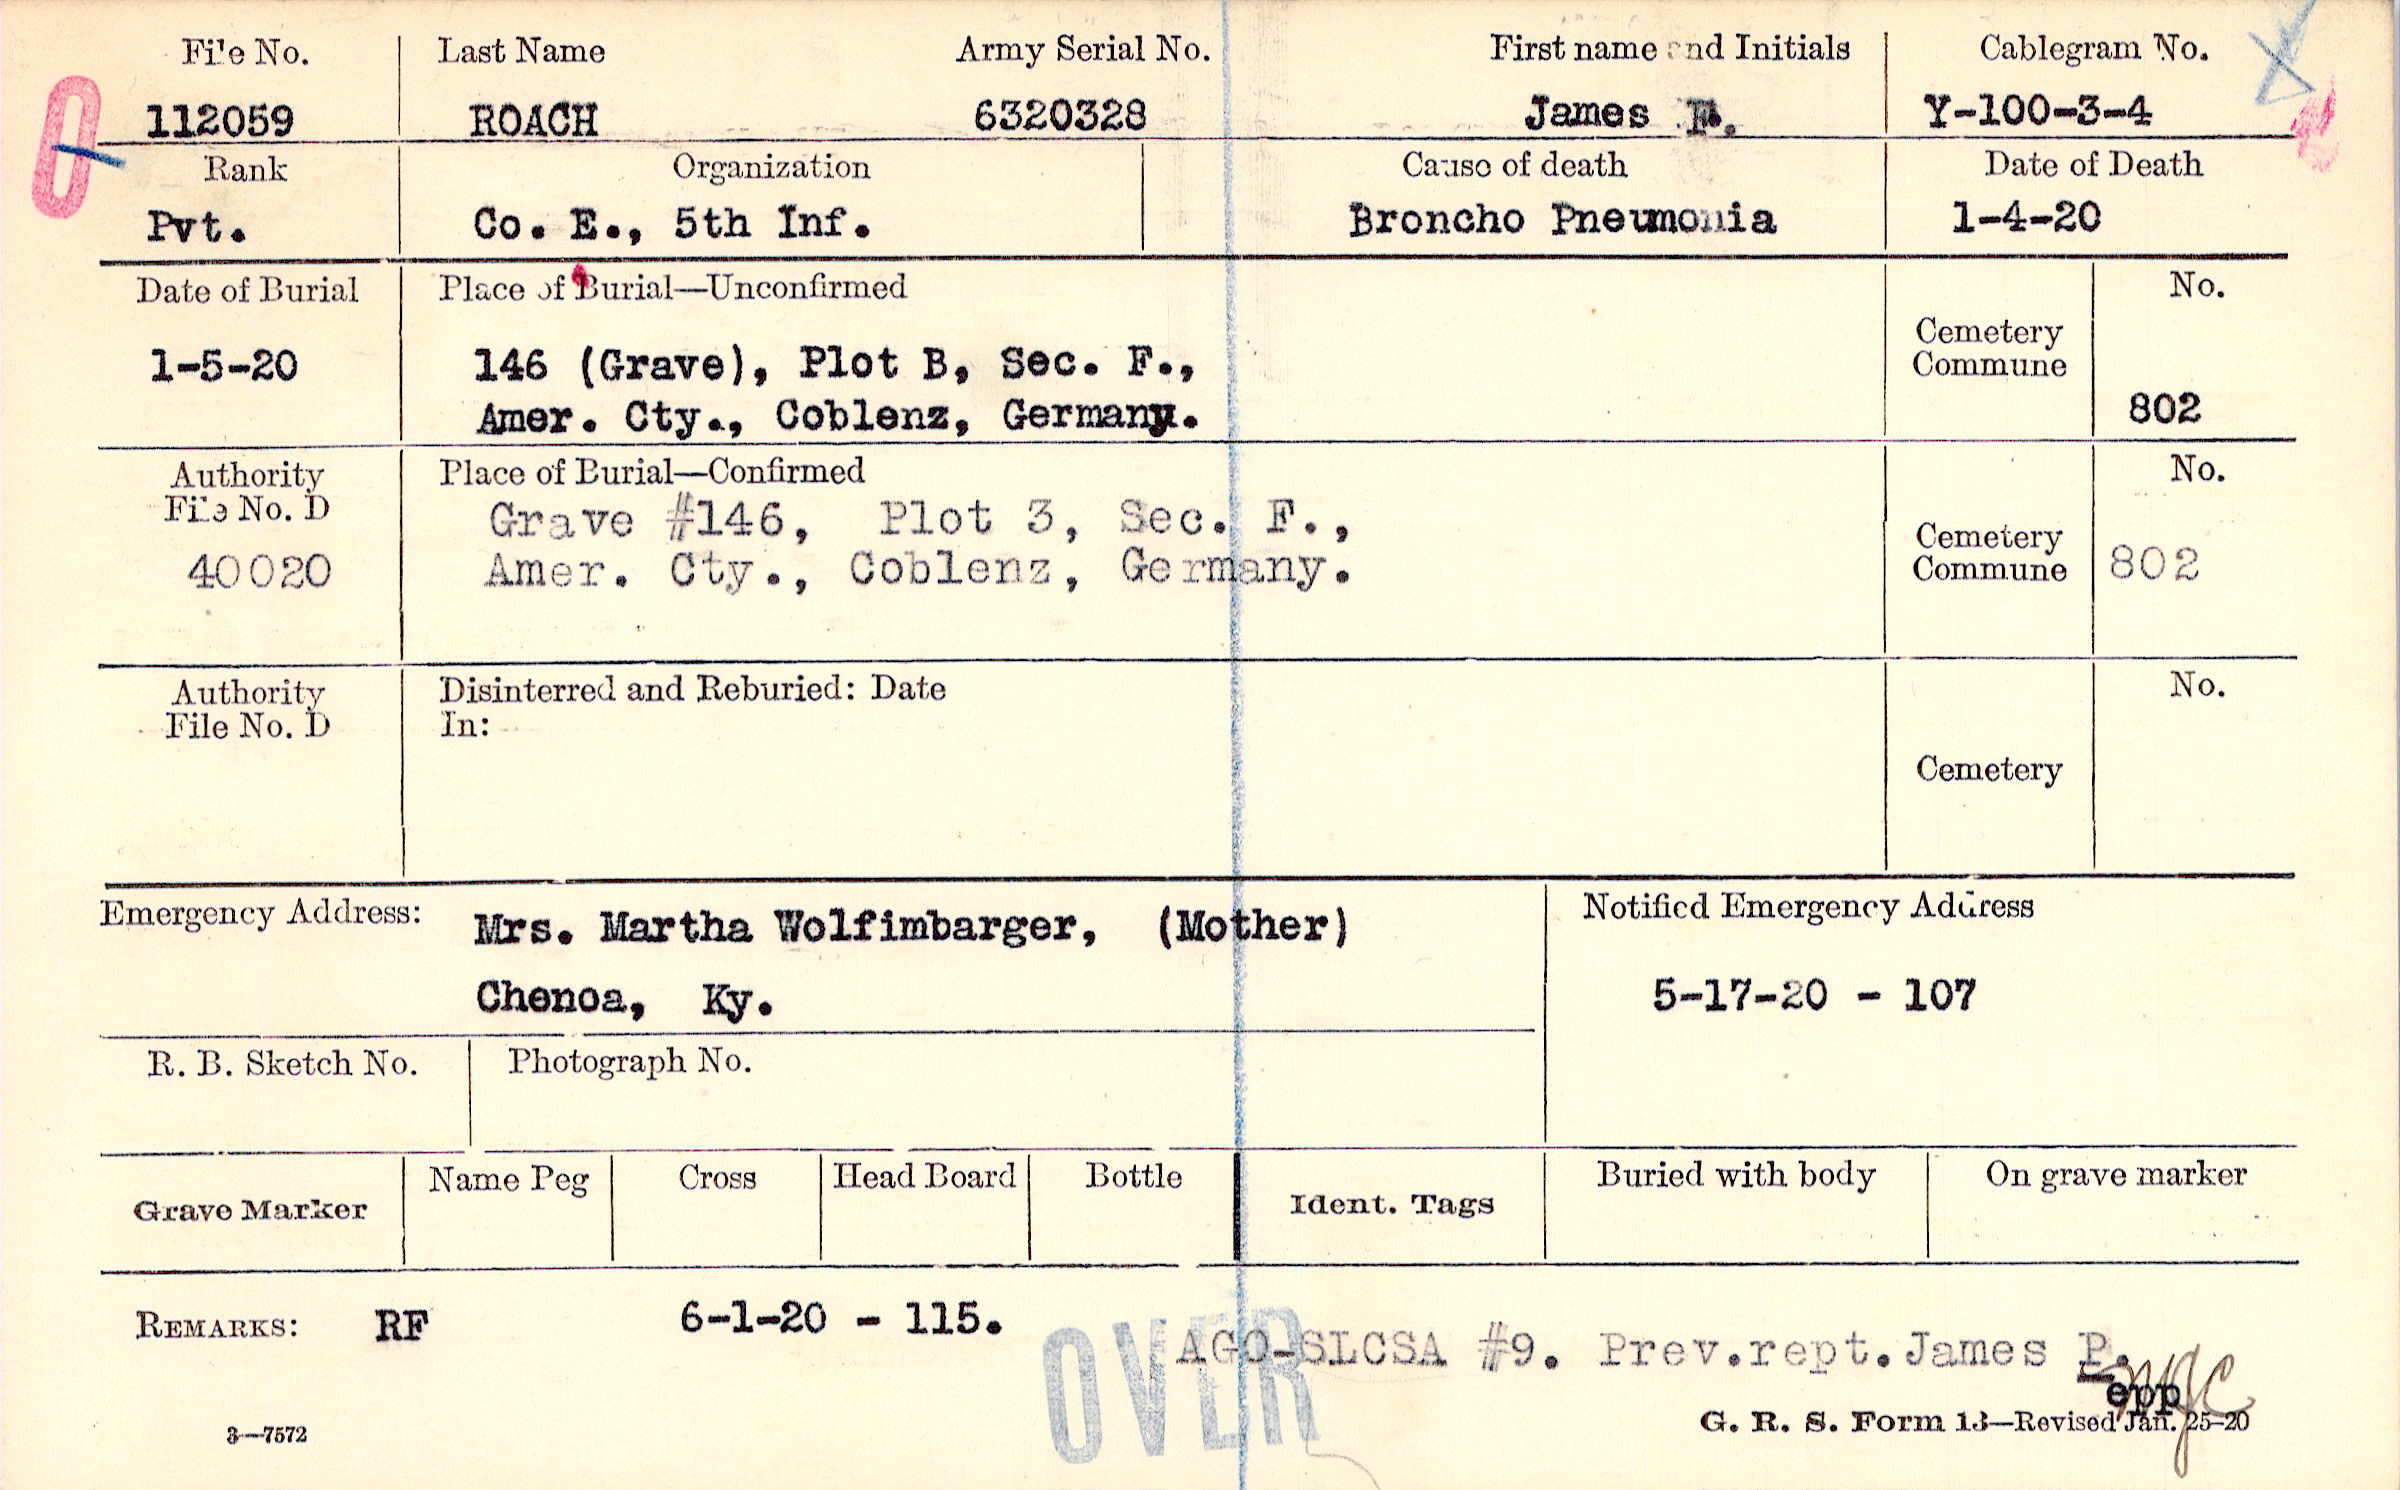 File No. Last Name Army Serial No. First name and Initials Cablegram No.
112059 ROACH 6320328 James F. Y-100-3-4
Rank Organization Cause of death Date of Death
Pvt. Co. E., 5th Inf. Broncho Pneumonia 1-4-20
Date of Burial Place of Burial—Unconfirmed No.
Cemetery
Commune
1-5-20 146 (Grave), Plot B, Sec. F.,
Amer. Cty., Coblenz, Germany. 802
Authority Place of Burial—Confirmed No.
File No. D
Grave #146, Plot 3, Sec. F.,
Cemetery
40020 Amer. Cty., Coblenz, Germany. Commune 802
Authority Disinterred and Reburied: Date No.
File No. D In:
Cemetery
Emergency Address: Mrs. Martha Wolfimbarger, (Mother) Notified Emergency Address
Chenoa, Ky. 5-17-20 - 107
R. B. Sketch No. Photograph No.
Grave Marker Name Peg Cross Head Board Bottle Ident. Tags Buried with body On grave marker
REMARKS: RF 6-1-20 - 115.
OVER
AGO-SLCSA #9. Prev.rept.James P.
epp
3—7572 G. R. S. Form 13—Revised Jan. 25-20